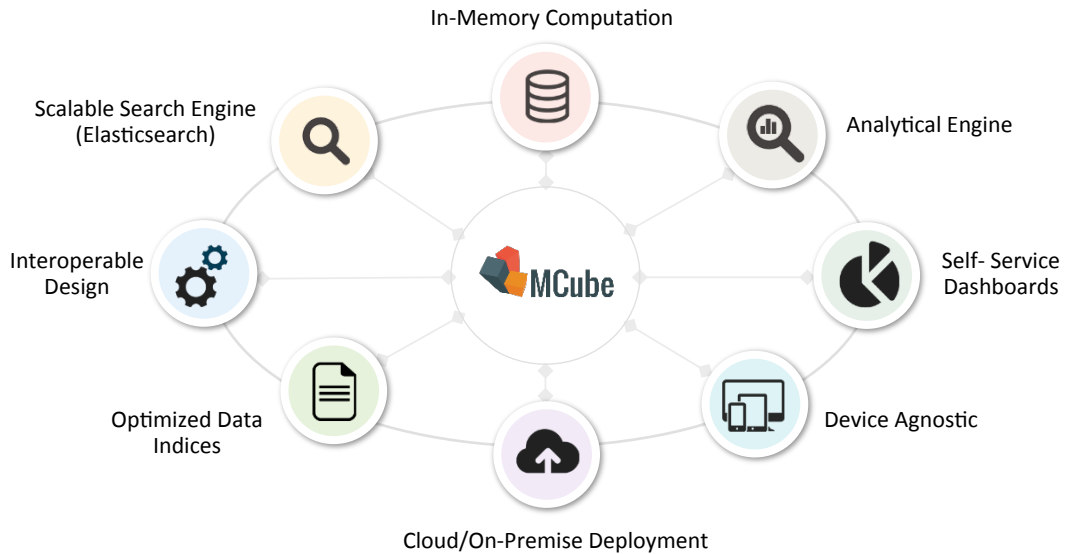 In-Memory Computation
Scalable Search Engine
(Elasticsearch)
Analytical Engine
Interoperable
Design
MCube
Self- Service
Dashboards
Optimized Data
Indices
Device Agnostic
Cloud/On-Premise Deployment